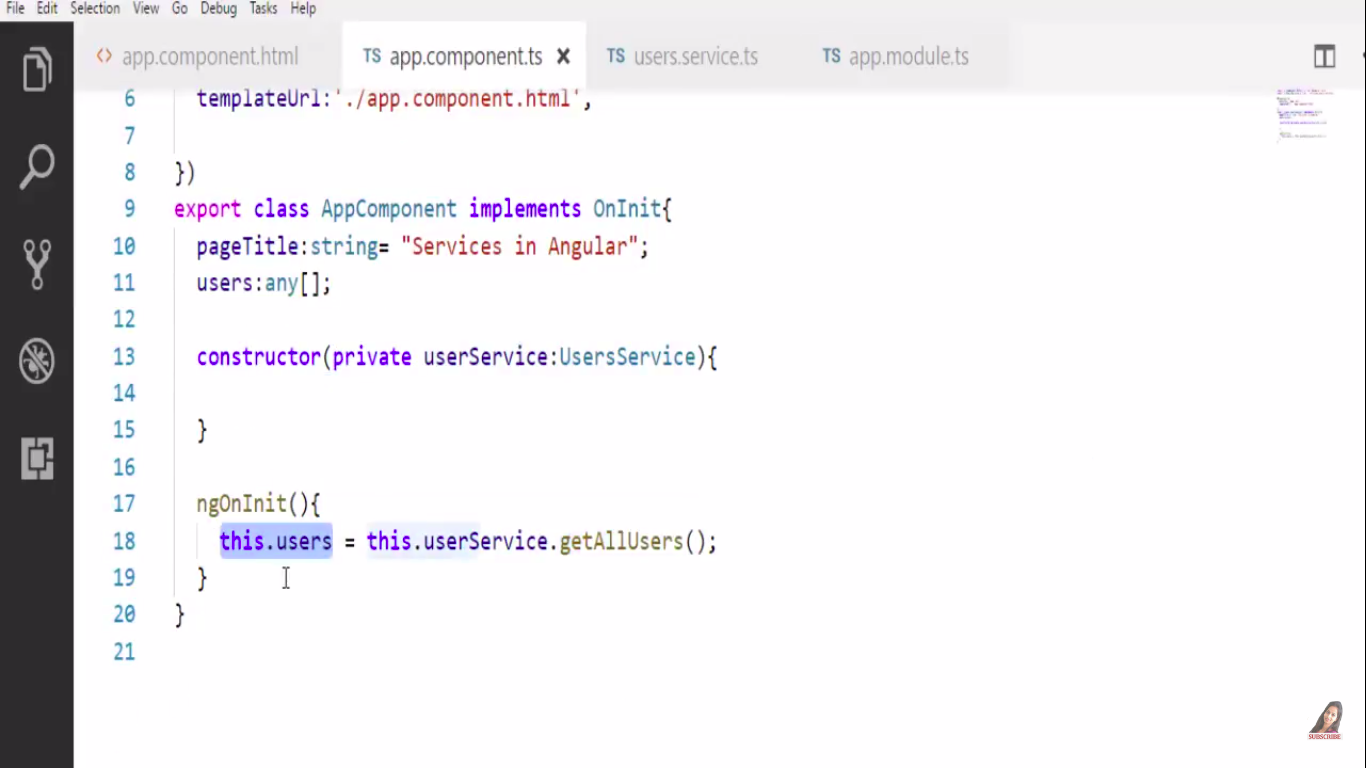 File Edit Selection View Go Debug Tasks Help
<> app.component.html TS app.component.ts × TS users.service.ts TS app.module.ts
6 templateUrl:'./app.component.html',
7
8 })
9 export class AppComponent implements OnInit{
10 pageTitle:string= "Services in Angular";
11 users:any[];
12
13 constructor(private userService:UsersService){
14
15 }
16
17 ngOnInit(){
18 this.users = this.userService.getAllUsers();
19 }
20 }
21
SUBSCRIBE